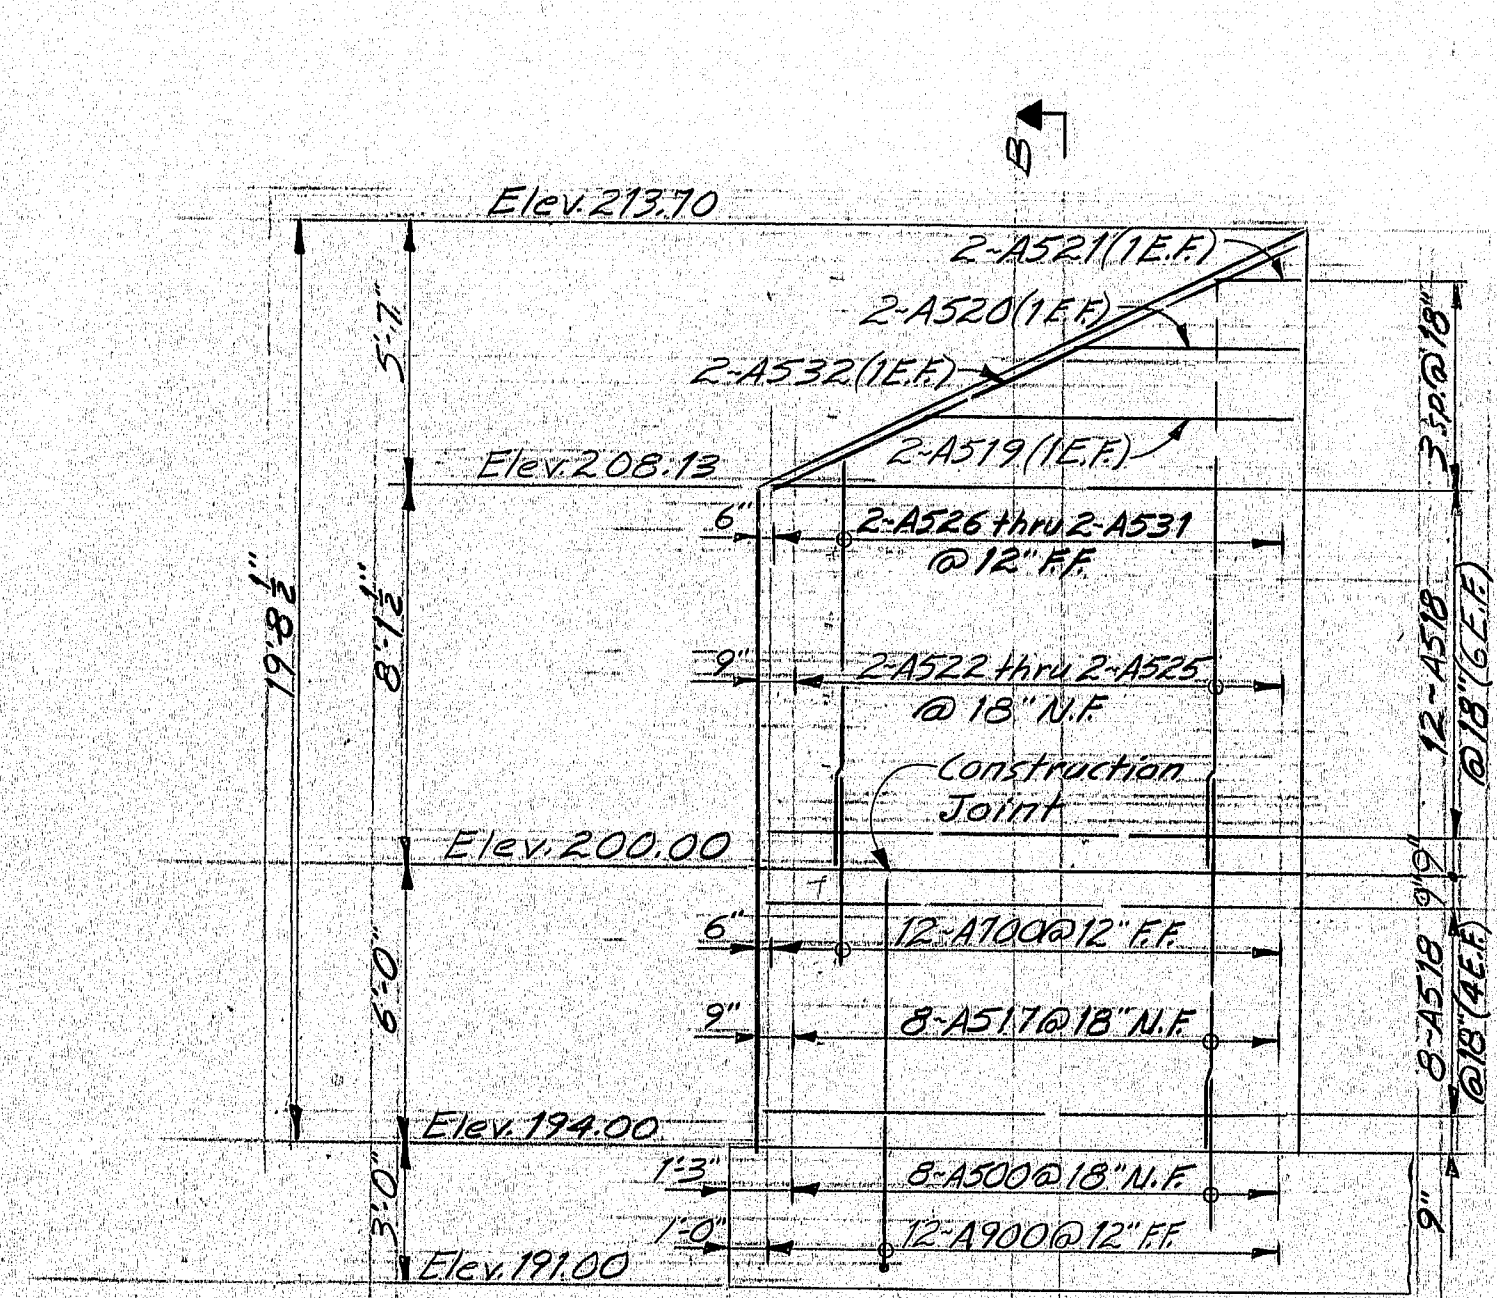 B
Elev. 213.70
2-A521(1E.F.)
2-A520(1E.F.)
2-A532(1E.F.)
2-A519(1E.F.)
5'-7"
3 sp.@18"
Elev. 208.13
6"
2-A526 thru 2-A531
@ 12" F.F.
19'-8 1/2"
8'-1 1/2"
9"
2-A522 thru 2-A525
@ 18" N.F.
12-A518
@ 18"(6E.F.)
Construction
Joint
Elev. 200.00
9"
9"
6"
12-A700@12" F.F.
6'-0"
9"
8-A517@18" N.F.
8-A518
@18"(4E.F.)
Elev. 194.00
1'-3"
8-A500@18" N.F.
3'-0"
1'-0"
12-A900@12" F.F.
9"
Elev. 191.00